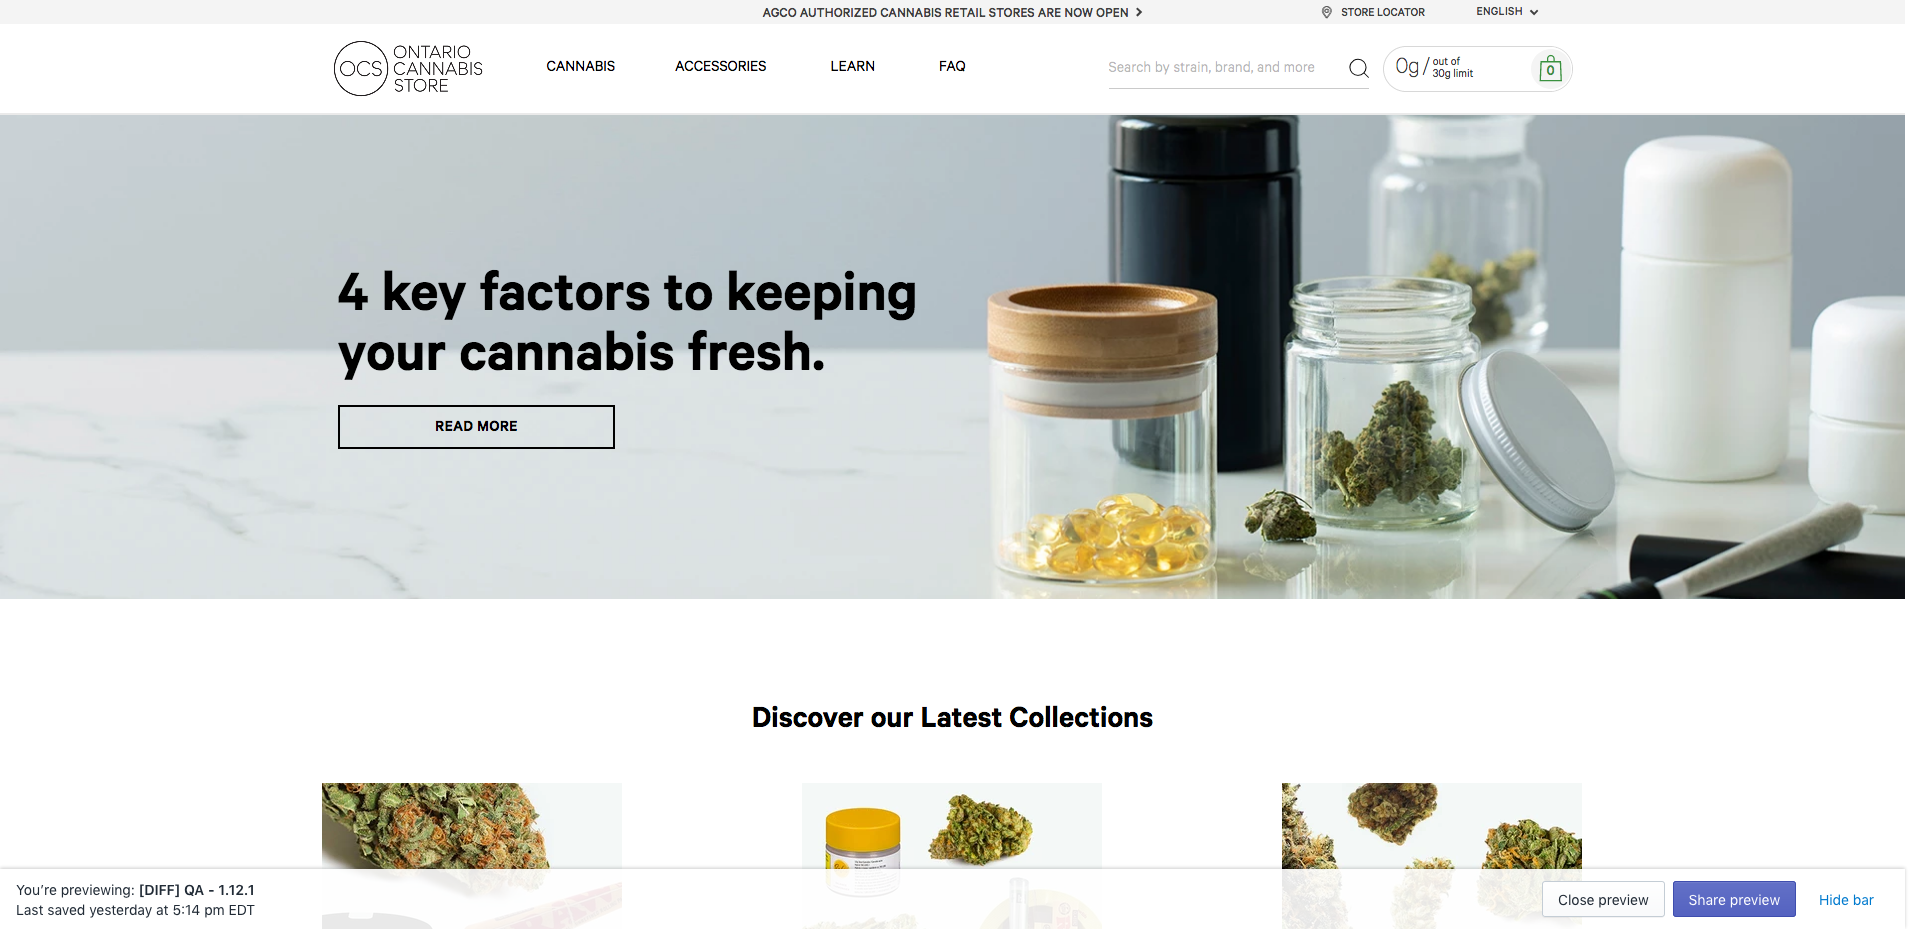 AGCO AUTHORIZED CANNABIS RETAIL STORES ARE NOW OPEN
STORE LOCATOR
ENGLISH
OCS
ONTARIO
CANNABIS
STORE
CANNABIS
ACCESSORIES
LEARN
FAQ
Search by strain, brand, and more
0g / out of
30g limit
0
4 key factors to keeping
your cannabis fresh.
READ MORE
Discover our Latest Collections
You're previewing: [DIFF] QA - 1.12.1
Last saved yesterday at 5:14 pm EDT
Close preview
Share preview
Hide bar